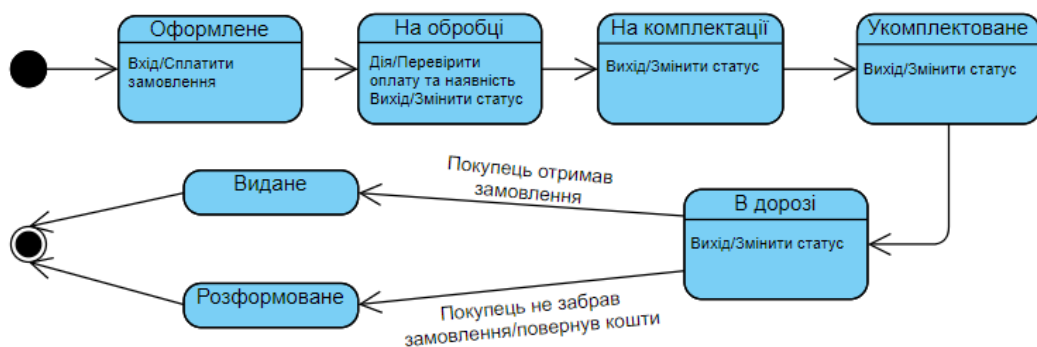 Оформлене
Вхід/Сплатити
замовлення
На обробці
Дія/Перевірити
оплату та наявність
Вихід/Змінити статус
На комплектації
Вихід/Змінити статус
Укомплектоване
Вихід/Змінити статус
Видане
Покупець отримав
замовлення
В дорозі
Вихід/Змінити статус
Розформоване
Покупець не забрав
замовлення/повернув кошти